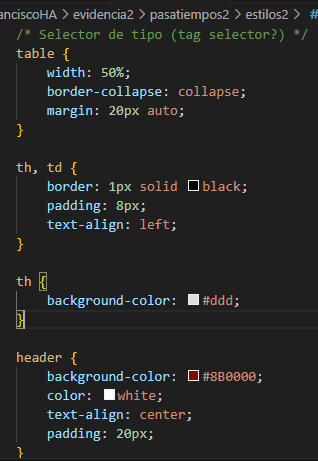 anciscoHA > evidencia2 > pasatiempos2 > estilos2 > #
/* Selector de tipo (tag selector?) */
table {
    width: 50%;
    border-collapse: collapse;
    margin: 20px auto;
}
th, td {
    border: 1px solid black;
    padding: 8px;
    text-align: left;
}
th {
    background-color: #ddd;
}
header {
    background-color: #8B0000;
    color: white;
    text-align: center;
    padding: 20px;
}